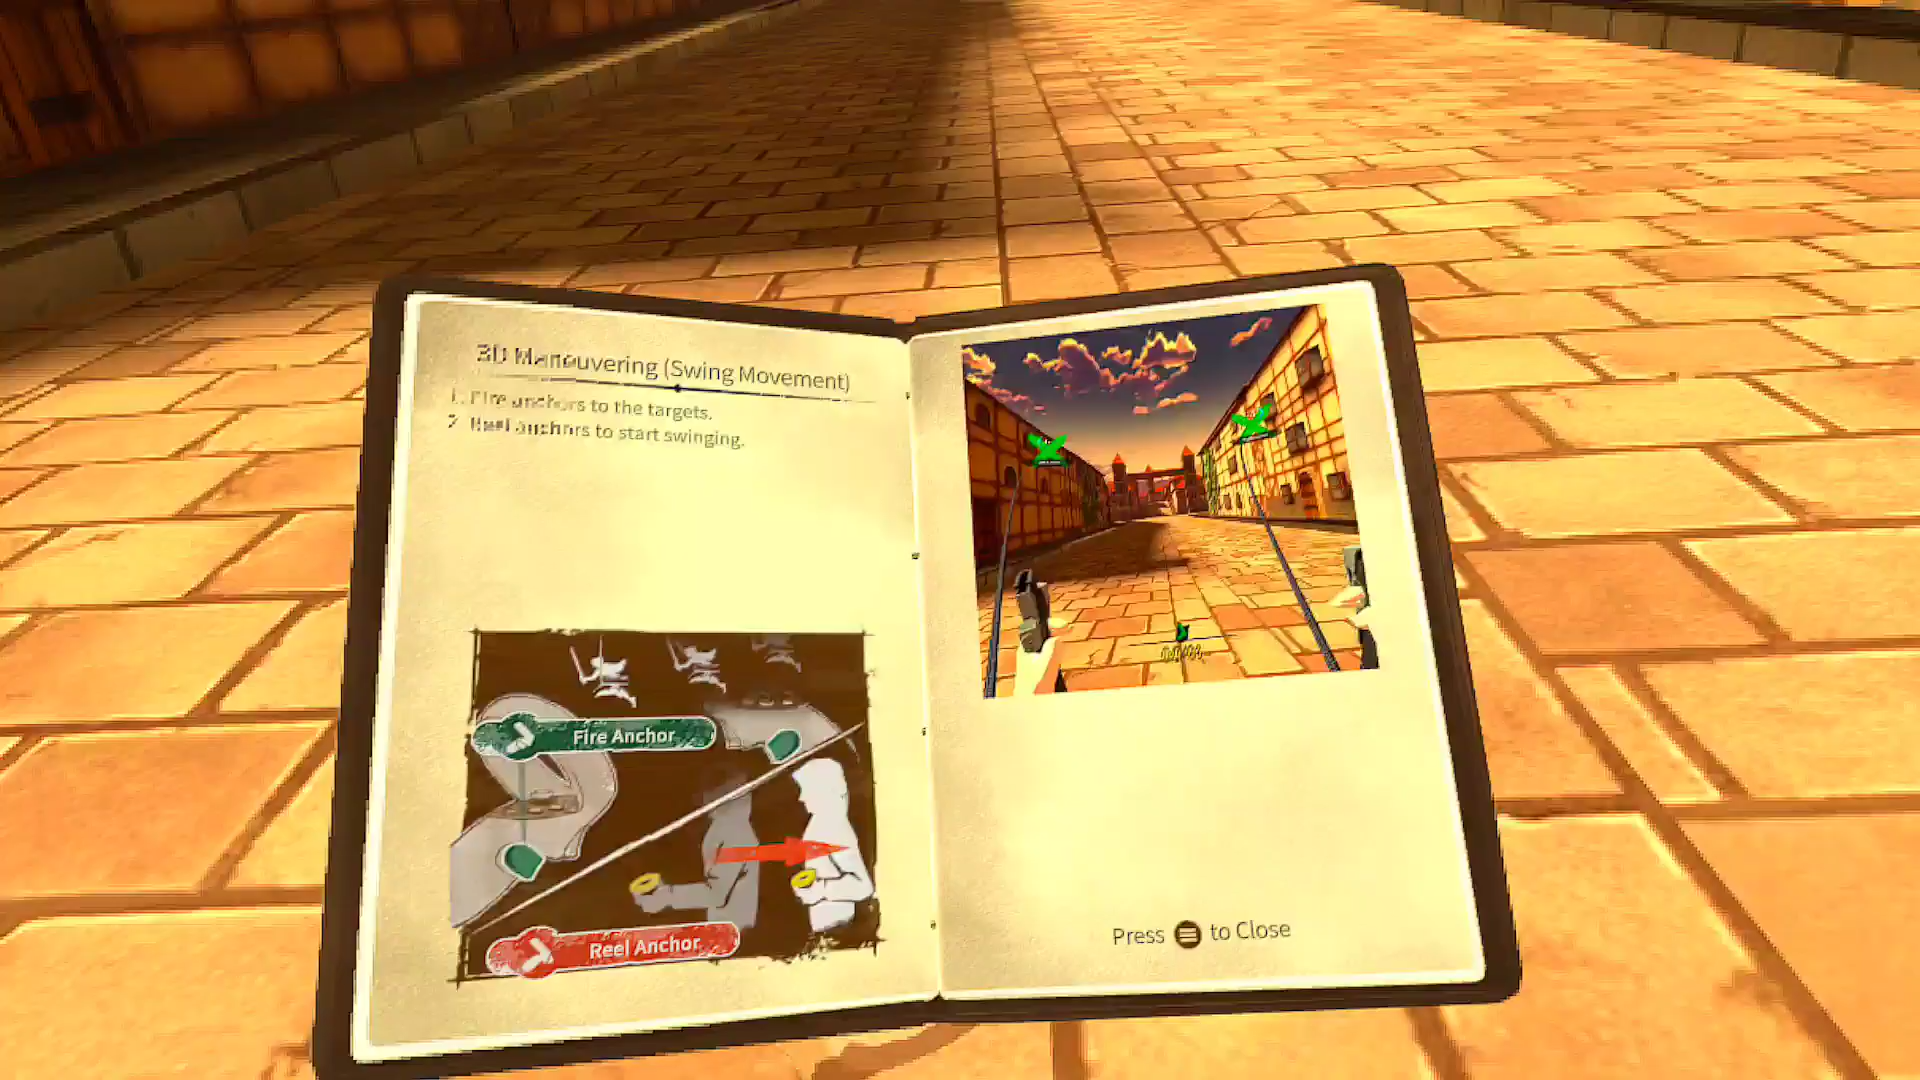 3D Maneuvering (Swing Movement)
1. Fire anchors to the targets.
2. Reel anchors to start swinging.
Fire Anchor
Reel Anchor
Press to Close